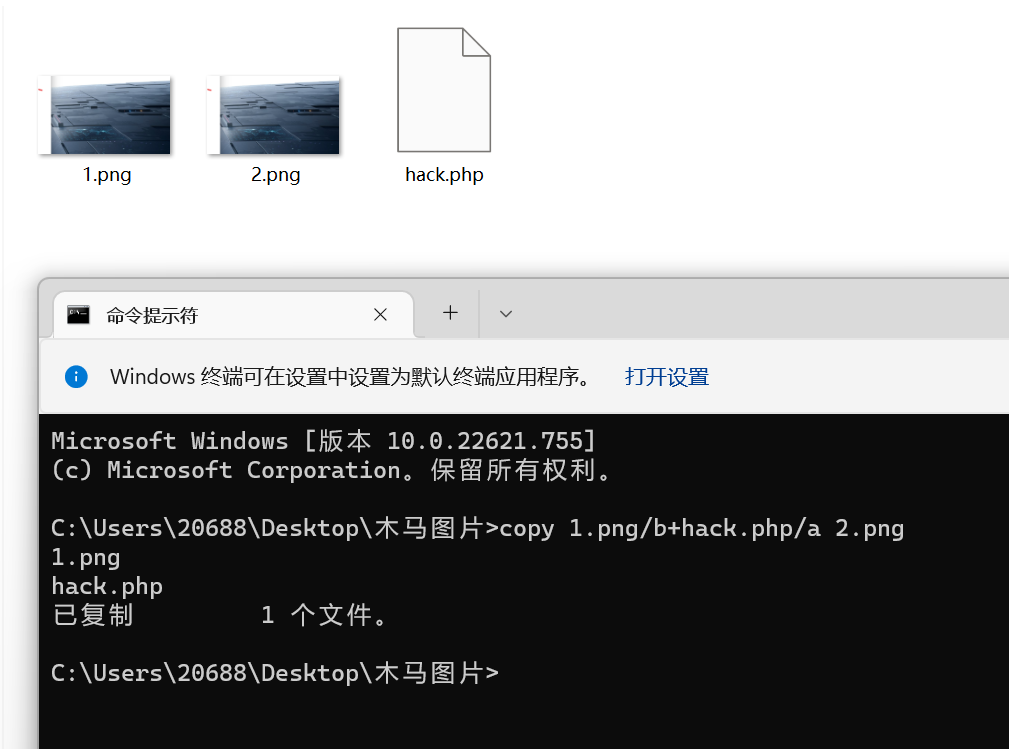 1.png
2.png
hack.php
命令提示符
Windows 终端可在设置中设置为默认终端应用程序。 打开设置
Microsoft Windows [版本 10.0.22621.755]
(c) Microsoft Corporation。保留所有权利。
C:\Users\20688\Desktop\木马图片>copy 1.png/b+hack.php/a 2.png
1.png
hack.php
已复制         1 个文件。
C:\Users\20688\Desktop\木马图片>